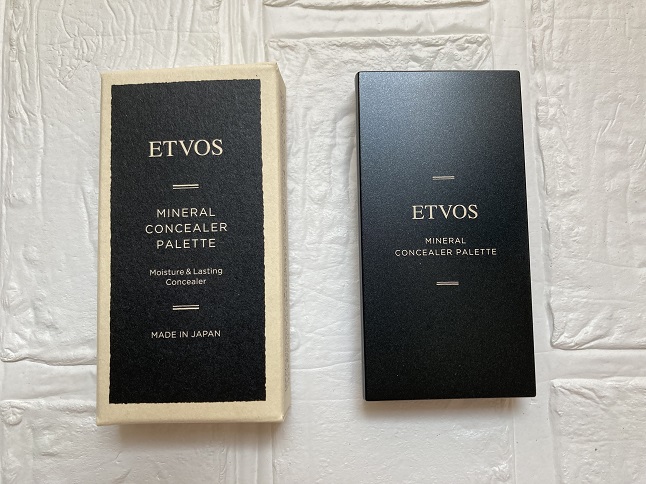 ETVOS
MINERAL
CONCEALER
PALETTE
Moisture & Lasting
Concealer
MADE IN JAPAN
ETVOS
MINERAL
CONCEALER PALETTE